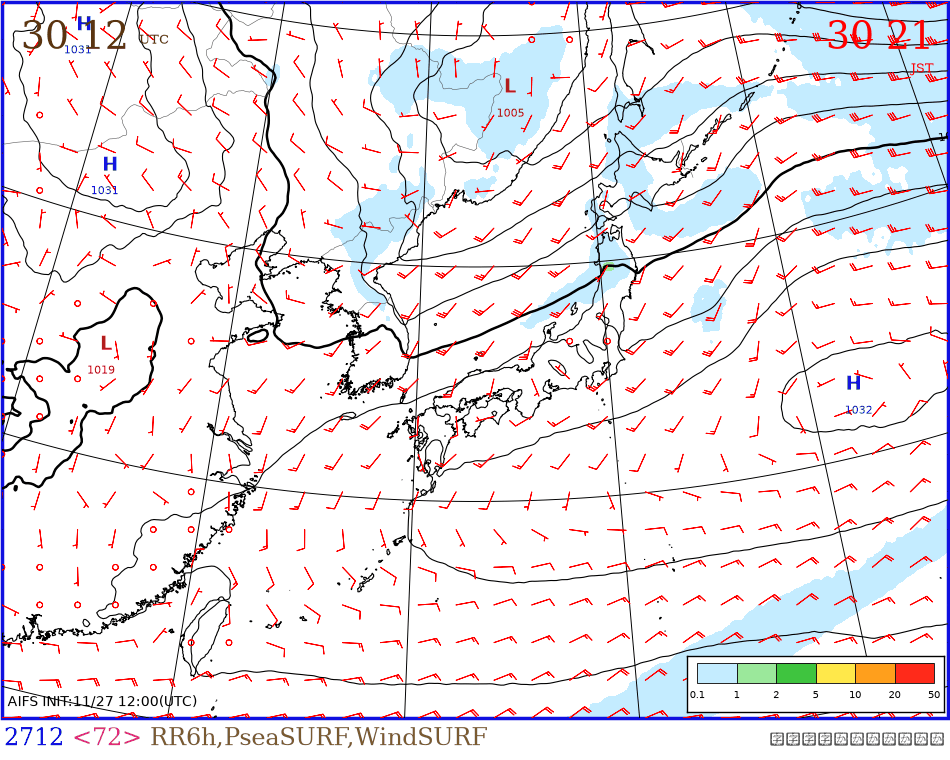 30 12 UTC
30 21
JST
H
1031
L
1005
H
1031
L
1019
H
1032
0.1 1 2 5 10 20 50
AIFS INIT:11/27 12:00(UTC)
2712 <72> RR6h,PseaSURF,WindSURF